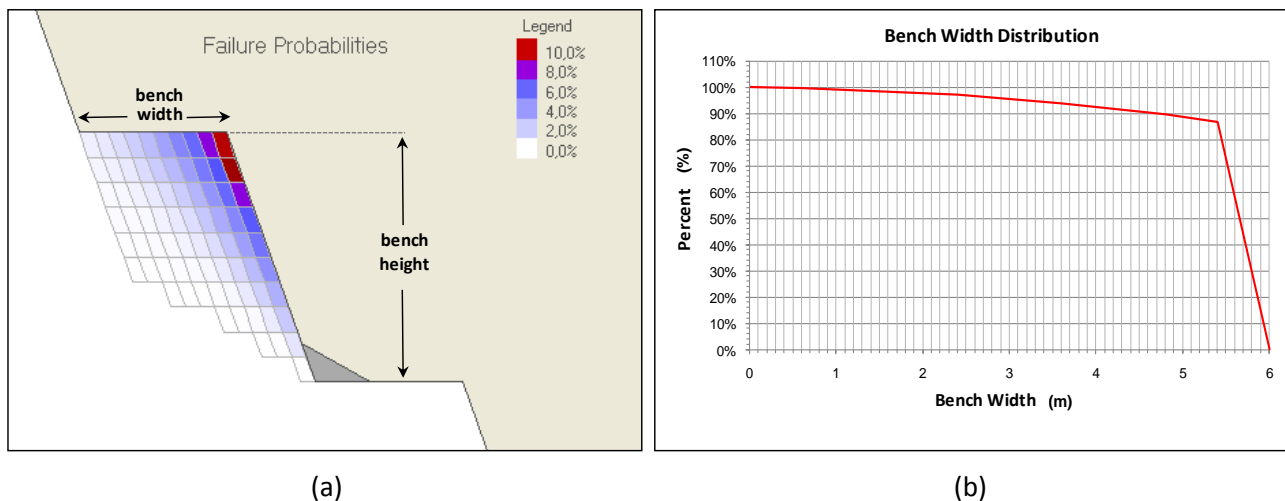 Failure Probabilities
Legend
10,0%
8,0%
6,0%
4,0%
2,0%
0,0%
bench
width
bench
height
(a)
Bench Width Distribution
Percent (%)
110%
100%
90%
80%
70%
60%
50%
40%
30%
20%
10%
0%
0 1 2 3 4 5 6
Bench Width (m)
(b)